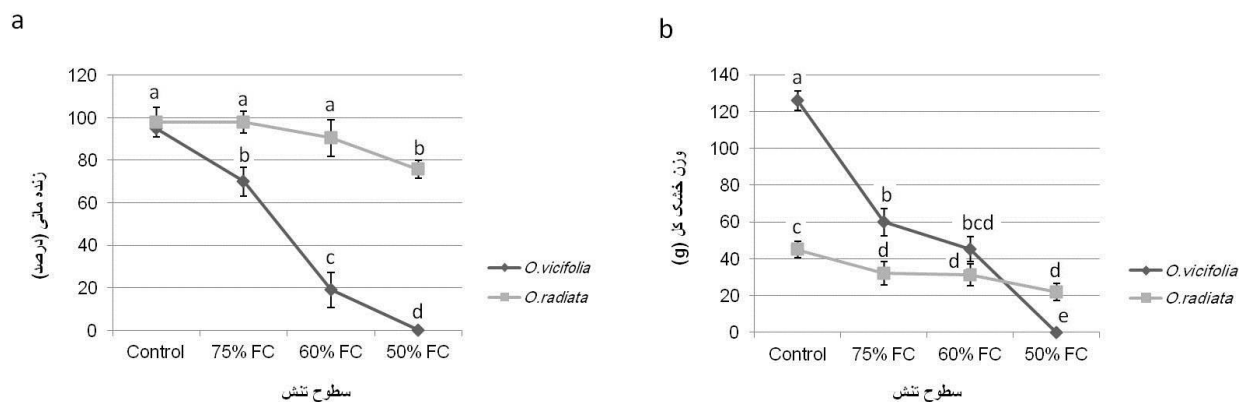 a
زنده مانی (درصد)
120
100
80
60
40
20
0
a
a
a
b
b
c
d
Control
75% FC
60% FC
50% FC
سطوح تنش
O.vicifolia
O.radiata
b
وزن خشک کل (g)
140
120
100
80
60
40
20
0
a
b
bcd
c
d
d
d
e
Control
75% FC
60% FC
50% FC
سطوح تنش
O.vicifolia
O.radiata